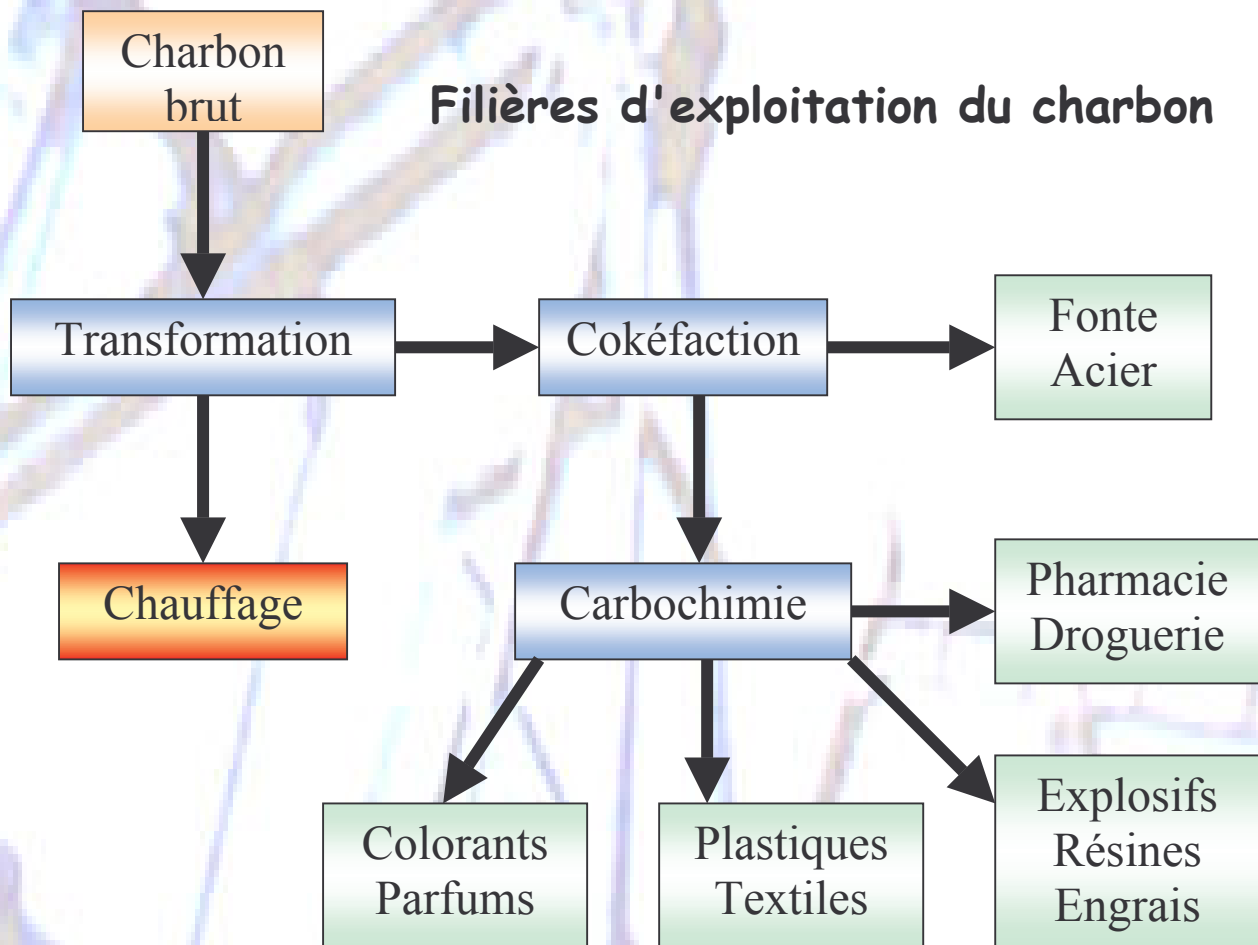 Charbon
brut
Filières d'exploitation du charbon
Transformation
Cokéfaction
Fonte
Acier
Chauffage
Carbochimie
Pharmacie
Droguerie
Colorants
Parfums
Plastiques
Textiles
Explosifs
Résines
Engrais